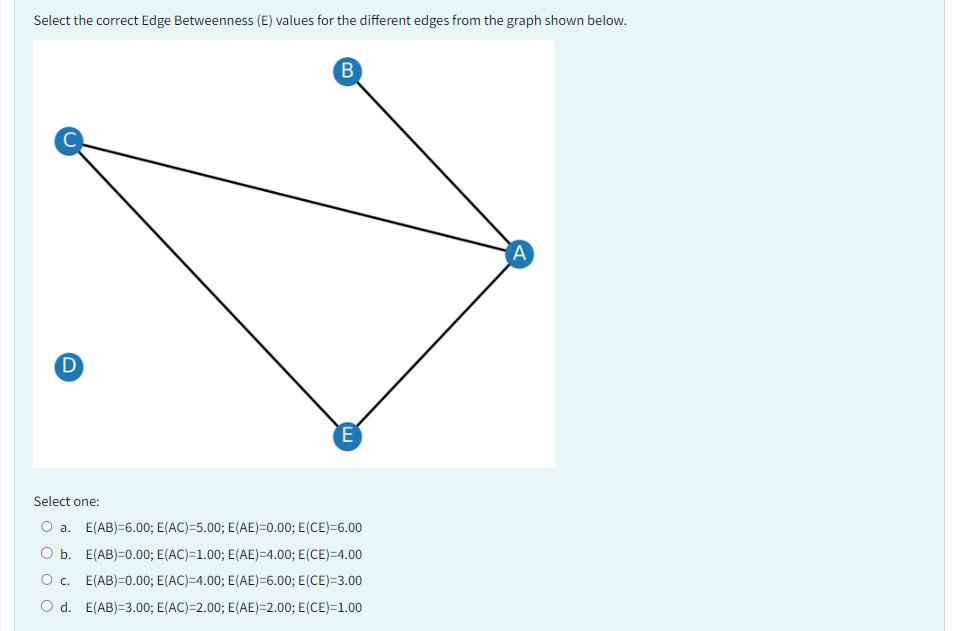 Select the correct Edge Betweenness (E) values for the different edges from the graph shown below.
B
C
A
D
E
Select one:
a. E(AB)=6.00; E(AC)=5.00; E(AE)=0.00; E(CE)=6.00
b. E(AB)=0.00; E(AC)=1.00; E(AE)=4.00; E(CE)=4.00
c. E(AB)=0.00; E(AC)=4.00; E(AE)=6.00; E(CE)=3.00
d. E(AB)=3.00; E(AC)=2.00; E(AE)=2.00; E(CE)=1.00